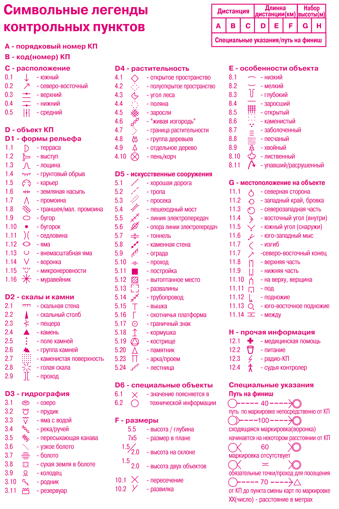 Символьные легенды
контрольных пунктов
Дистанция
Длинна дистанции(км)
Набор высоты(м)
A B C D E F G H
Специальные указания/путь на финиш
A - порядковый номер КП
B - код(номер) КП
C - расположение
0.1 - южный
0.2 - северо-восточный
0.3 - верхний
0.4 - нижний
0.5 - средний
D - объект КП
D1 - формы рельефа
1.1 - терраса
1.2 - выступ
1.3 - лощина
1.4 - грунтовый обрыв
1.5 - карьер
1.6 - земляная насыпь
1.7 - промоина
1.8 - траншея/мал. промоина
1.9 - бугор
1.10 - бугорок
1.11 - седловина
1.12 - яма
1.13 - внемасштабная яма
1.14 - воронка
1.15 - микронеровности
1.16 - муравейник
D2 - скалы и камни
2.1 - скальная стена
2.2 - скальный столб
2.3 - пещера
2.4 - камень
2.5 - поле камней
2.6 - группа камней
2.7 - каменистая поверхность
2.8 - голая скала
2.9 - проход
D3 - гидрография
3.1 - озеро
3.2 - прудик
3.3 - яма с водой
3.4 - река/ручей
3.5 - пересыхающая канава
3.6 - узкое болото
3.7 - болото
3.8 - сухая земля в болоте
3.9 - колодец
3.10 - родник
3.11 - резервуар
D4 - растительность
4.1 - открытое пространство
4.2 - полуоткрытое пространство
4.3 - угол леса
4.4 - поляна
4.5 - заросли
4.6 - "живая изгородь"
4.7 - граница растительности
4.8 - группа деревьев
4.9 - отдельное дерево
4.10 - пень/корч
D5 - искусственные сооружения
5.1 - хорошая дорога
5.2 - тропа
5.3 - просека
5.4 - пешеходный мост
5.5 - линия электропередач
5.6 - опора линии электропередач
5.7 - тоннель
5.8 - каменная стена
5.9 - ограда
5.10 - проход
5.11 - постройка
5.12 - вытоптанное место
5.13 - развалины
5.14 - трубопровод
5.15 - вышка
5.16 - охотничья платформа
5.17 - граничный знак
5.18 - кормушка
5.19 - кострище
5.20 - памятник
5.23 - арка/проем
5.24 - лестница
D6 - специальные объекты
6.1 - значение поясняется в
6.2 технической информации
F - размеры
5.5 - высота / глубина
7x5 - размер в плане
1.5/2.0 - высота на склоне
1.5/2.0 - высота двух объектов
10.1 - пересечение
10.2 - развилка
E - особенности объекта
8.1 - низкий
8.2 - мелкий
8.3 - глубокий
8.4 - заросший
8.5 - открытый
8.6 - каменистый
8.7 - заболоченный
8.8 - песчаный
8.9 - хвойный
8.10 - лиственный
8.11 - упавший/разрушенный
G - местоположение на объекте
11.1 - северная сторона
11.2 - западный край, бровка
11.3 - северозападная часть
11.4 - восточный угол (внутри)
11.5 - южный угол (снаружи)
11.6 - юго-западный мыс
11.7 - изгиб
11.7 -северо-восточный конец
11.8 - верхняя часть
11.9 - нижняя часть
11.10 - на верху, верщина
11.11 - под
11.12 - подножие
11.13 - юго-восточное подножие
11.14 - между
H - прочая информация
12.1 - медицинская помощь
12.2 - питание
12.3 - радио-КП
12.4 - судья контролер
Специальные указания
Путь на финиш
40
путь по маркировке непосредственно от КП
100
сходящиеся маркировка(воронка)
начинается на некотором расстоянии от КП
60
маркировка отсутствует
обязательные точки/проход для посещения
70
от КП до пункта смены карт по маркировке
XX(число) - расстояние в метрах